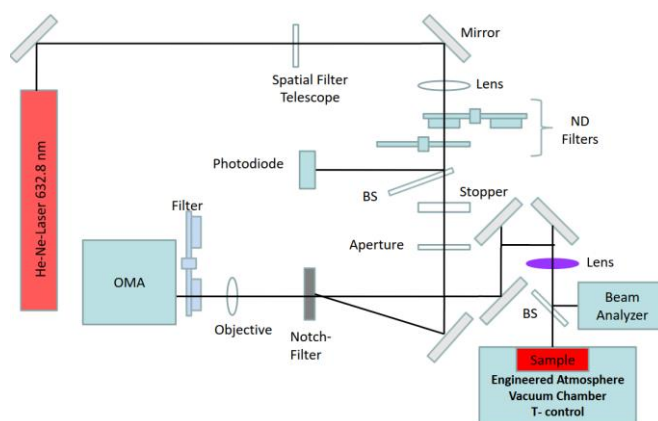 Mirror
Spatial Filter
Telescope
Lens
ND
Filters
He-Ne-Laser 632.8 nm
Photodiode
BS
Stopper
Filter
Aperture
OMA
Lens
Objective
Notch-
Filter
BS
Beam
Analyzer
Sample
Engineered Atmosphere
Vacuum Chamber
T- control